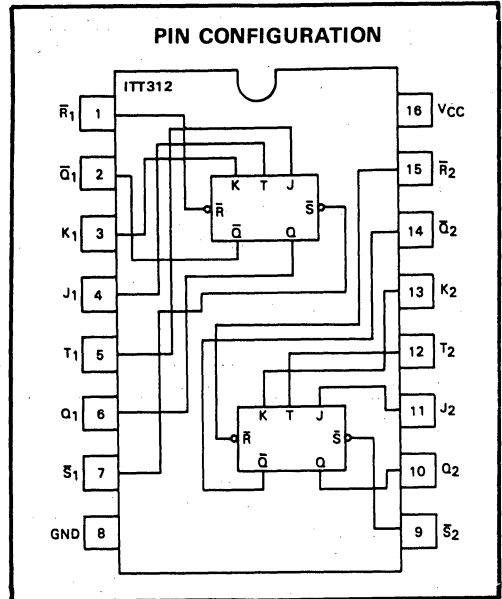 PIN CONFIGURATION
ITT312
R̅1 1
Q̅1 2
K1 3
J1 4
T1 5
Q1 6
S̅1 7
GND 8
16 VCC
15 R̅2
14 Q̅2
13 K2
12 T2
11 J2
10 Q2
9 S̅2
K T J
R̅ S̅
Q̅ Q
K T J
R̅ S̅
Q̅ Q